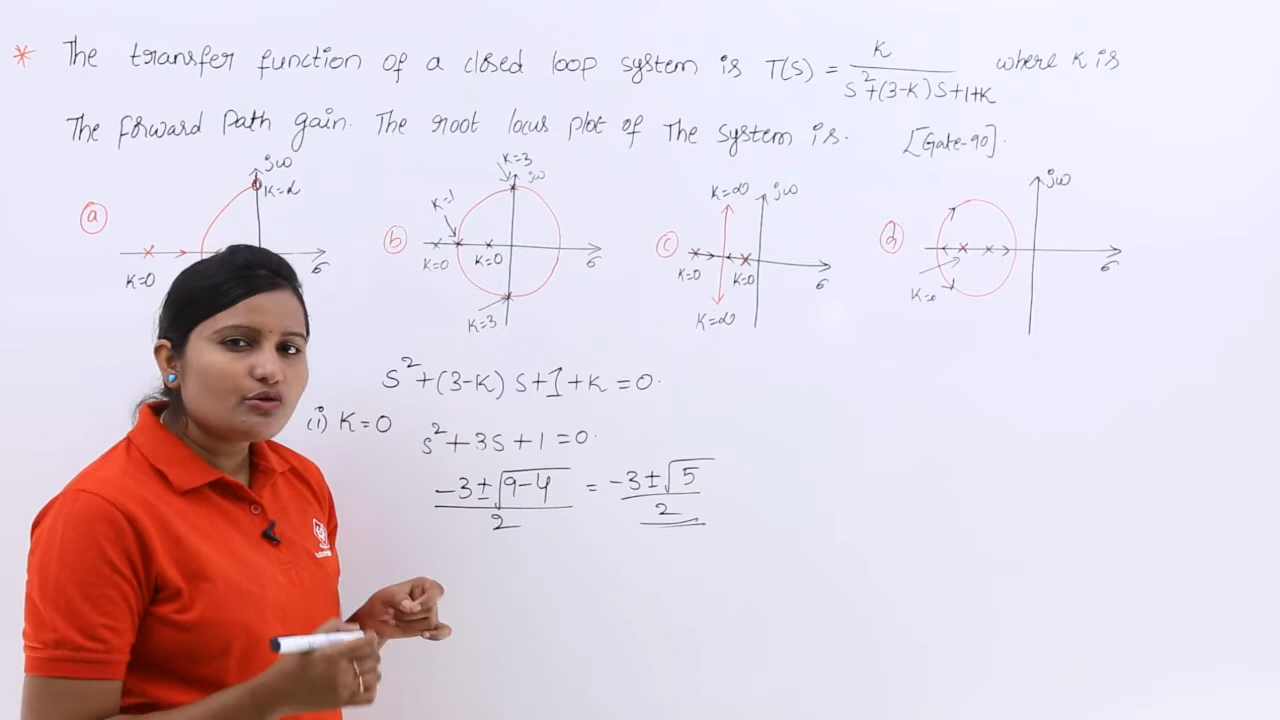 * The transfer function of a closed loop system is T(S) = K / S²+(3-K)S+1+K where K is
The forward path gain. The root locus plot of The system is. [Gate-90].
a jω K=α K=0
b K=3 jω K=1 K=0 K=0 σ K=3
c K=∞ jω K=0 K=0 σ K=∞
d jω K=0 σ
S²+(3-K) S+1+K=0.
(i) K=0
S²+3S+1=0.
-3±√9-4 / 2 = -3±√5 / 2